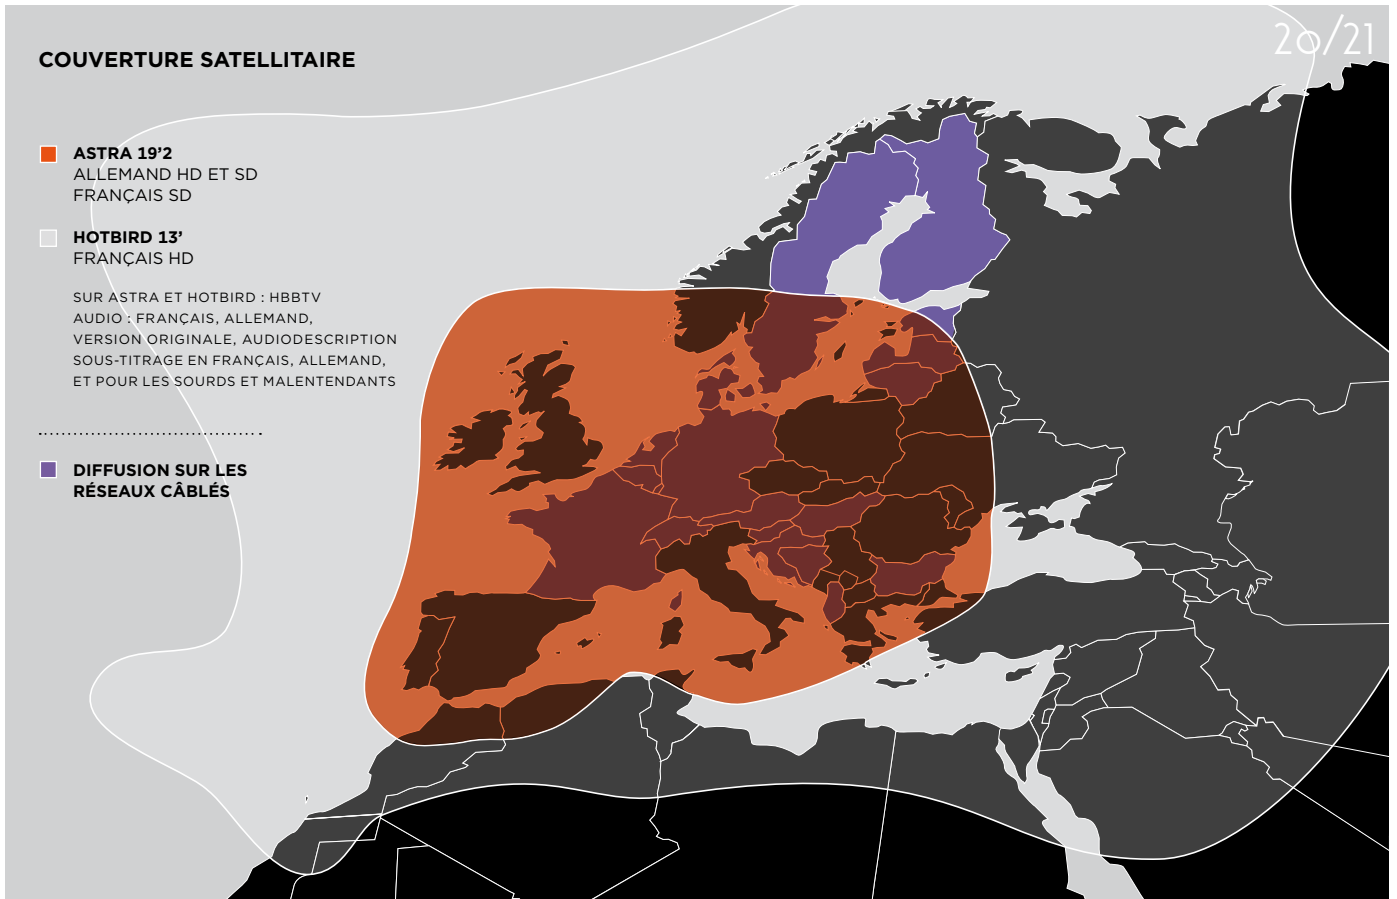 20/21
COUVERTURE SATELLITAIRE
ASTRA 19’2
ALLEMAND HD ET SD
FRANÇAIS SD
HOTBIRD 13’
FRANÇAIS HD
SUR ASTRA ET HOTBIRD : HBBTV
AUDIO : FRANÇAIS, ALLEMAND,
VERSION ORIGINALE, AUDIODESCRIPTION
SOUS-TITRAGE EN FRANÇAIS, ALLEMAND,
ET POUR LES SOURDS ET MALENTENDANTS
DIFFUSION SUR LES
RÉSEAUX CÂBLÉS